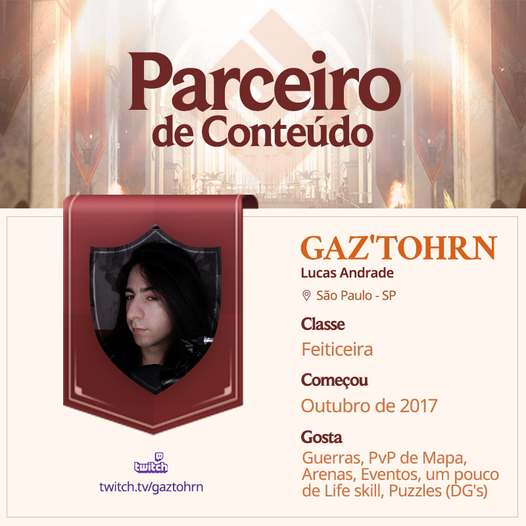 Parceiro
de Conteúdo
GAZ'TOHRN
Lucas Andrade
São Paulo - SP
Classe
Feiticeira
Começou
Outubro de 2017
Gosta
Guerras, PvP de Mapa,
Arenas, Eventos, um pouco
de Life skill, Puzzles (DG's)
twitch
twitch.tv/gaztohrn